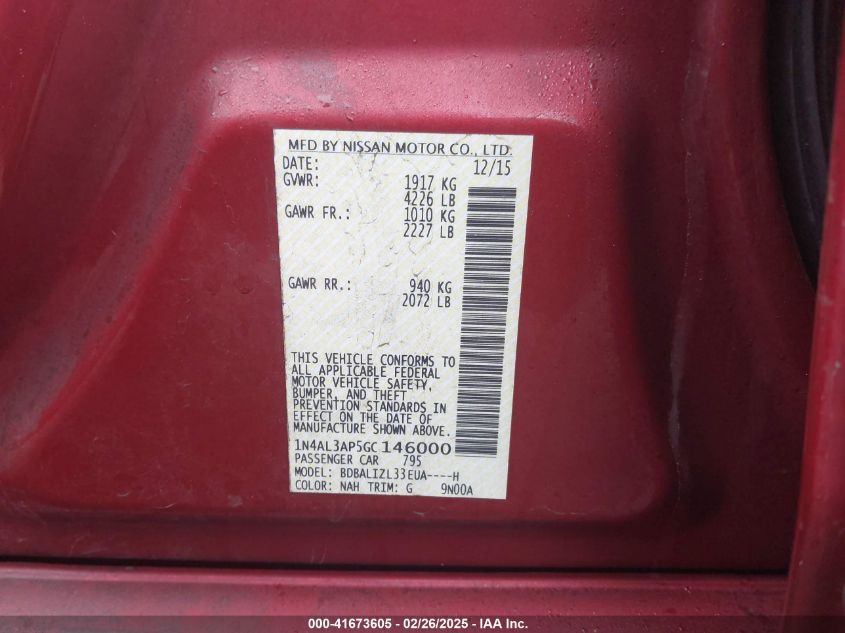 MFD BY NISSAN MOTOR CO., LTD.
DATE: 12/15
GVWR: 1917 KG
4226 LB
GAWR FR.: 1010 KG
2227 LB
GAWR RR.: 940 KG
2072 LB
THIS VEHICLE CONFORMS TO
ALL APPLICABLE FEDERAL
MOTOR VEHICLE SAFETY,
BUMPER, AND THEFT
PREVENTION STANDARDS IN
EFFECT ON THE DATE OF
MANUFACTURE SHOWN ABOVE.
1N4AL3AP5GC146000
PASSENGER CAR 795
MODEL: BDBALIZL33EUA----H
COLOR: NAH TRIM: G 9N00A
000-41673605 - 02/26/2025 - IAA Inc.